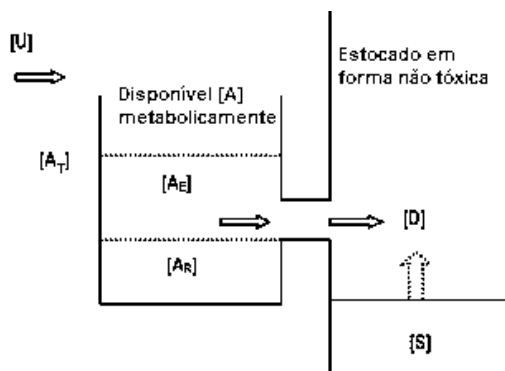 [U]
Estocado em
forma não tóxica
Disponível [A]
metabolicamente
[A_T]
[A_E]
[D]
[A_R]
[S]